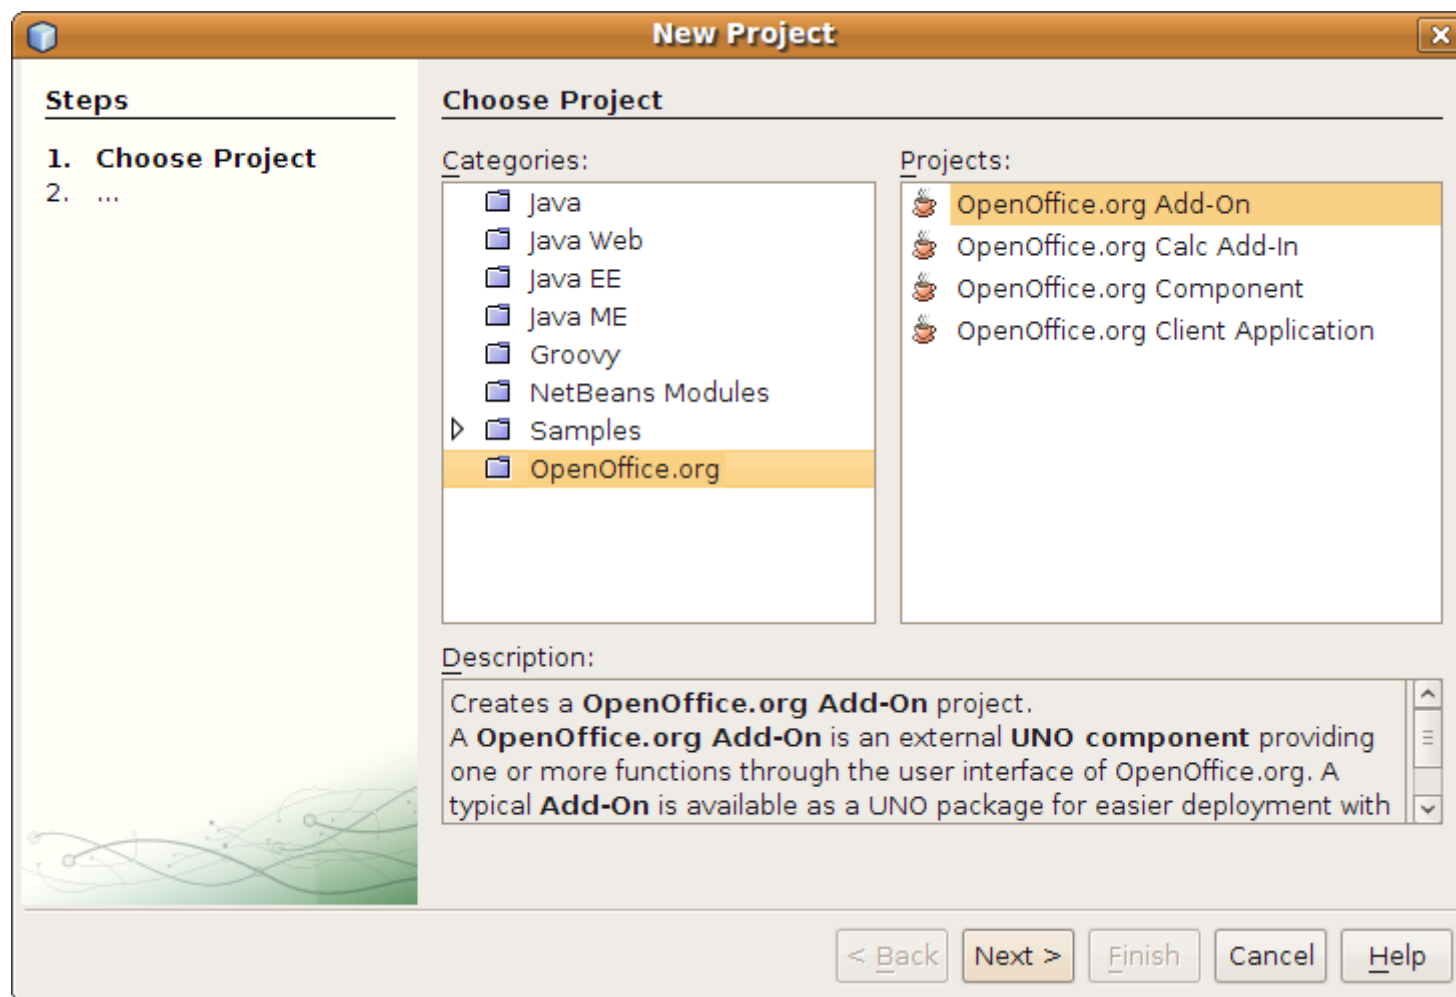 New Project
Steps
1. Choose Project
2. ...
Choose Project
Categories:
Java
Java Web
Java EE
Java ME
Groovy
NetBeans Modules
Samples
OpenOffice.org
Projects:
OpenOffice.org Add-On
OpenOffice.org Calc Add-In
OpenOffice.org Component
OpenOffice.org Client Application
Description:
Creates a OpenOffice.org Add-On project.
A OpenOffice.org Add-On is an external UNO component providing
one or more functions through the user interface of OpenOffice.org. A
typical Add-On is available as a UNO package for easier deployment with
< Back
Next >
Finish
Cancel
Help